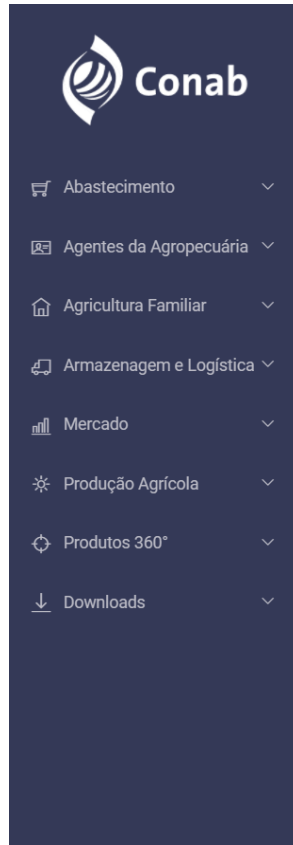 Conab
Abastecimento
Agentes da Agropecuária
Agricultura Familiar
Armazenagem e Logística
Mercado
Produção Agrícola
Produtos 360°
Downloads